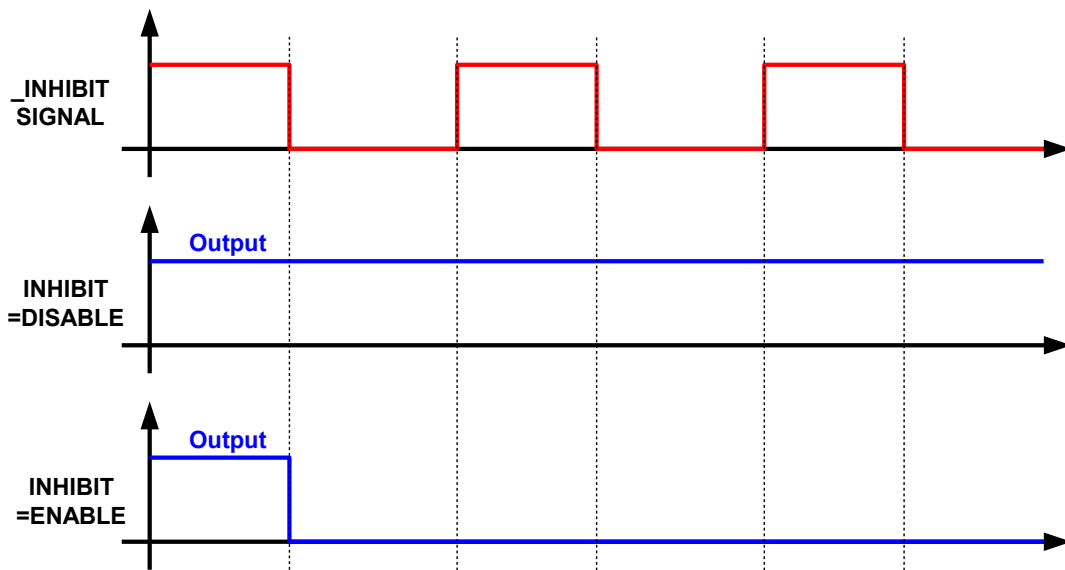 _INHIBIT
SIGNAL
Output
INHIBIT
=DISABLE
Output
INHIBIT
=ENABLE